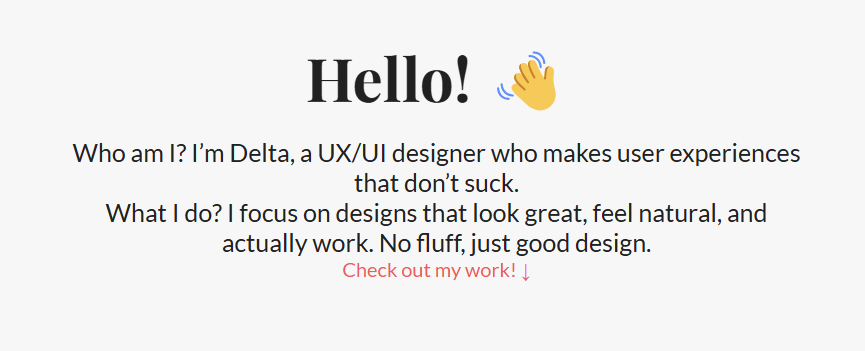 Hello! 👋
Who am I? I’m Delta, a UX/UI designer who makes user experiences
that don’t suck.
What I do? I focus on designs that look great, feel natural, and
actually work. No fluff, just good design.
Check out my work! ↓